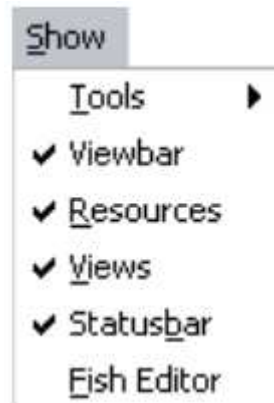 Show
Tools
Viewbar
Resources
Views
Statusbar
Fish Editor